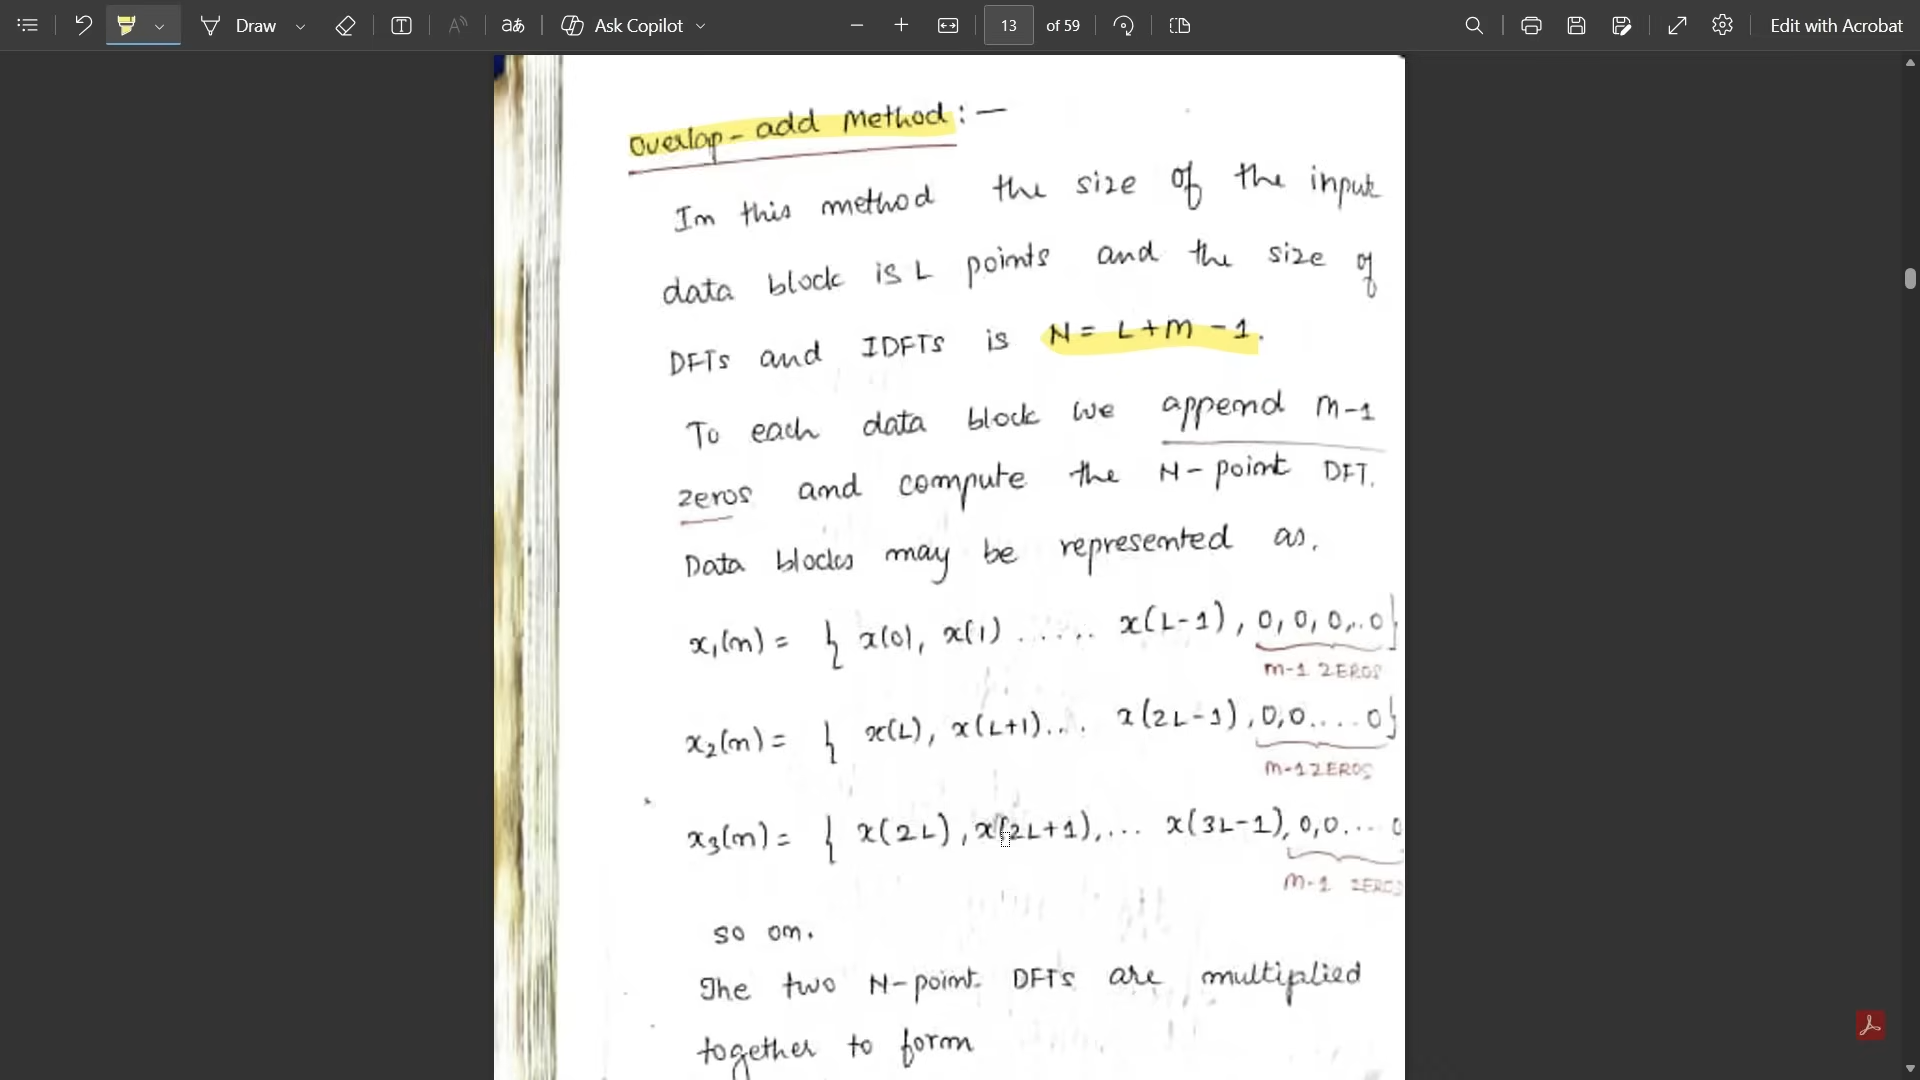 Draw
Ask Copilot
13 of 59
Edit with Acrobat
Overlap-add Method:-
In this method the size of the input
data block is L points and the size of
DFTs and IDFTs is N= L+M-1.
To each data block we append M-1
zeros and compute the N-point DFT.
Data blocks may be represented as.
x₁(n) = { x(0), x(1) ...... x(L-1), 0, 0, 0,..0}
M-1 ZEROS
x₂(n) = { x(L), x(L+1)... x(2L-1), 0,0....0}
M-1 ZEROS
x₃(n) = { x(2L), x(2L+1),... x(3L-1), 0,0...0
M-1 ZEROS
so on.
The two N-point DFTs are multiplied
together to form